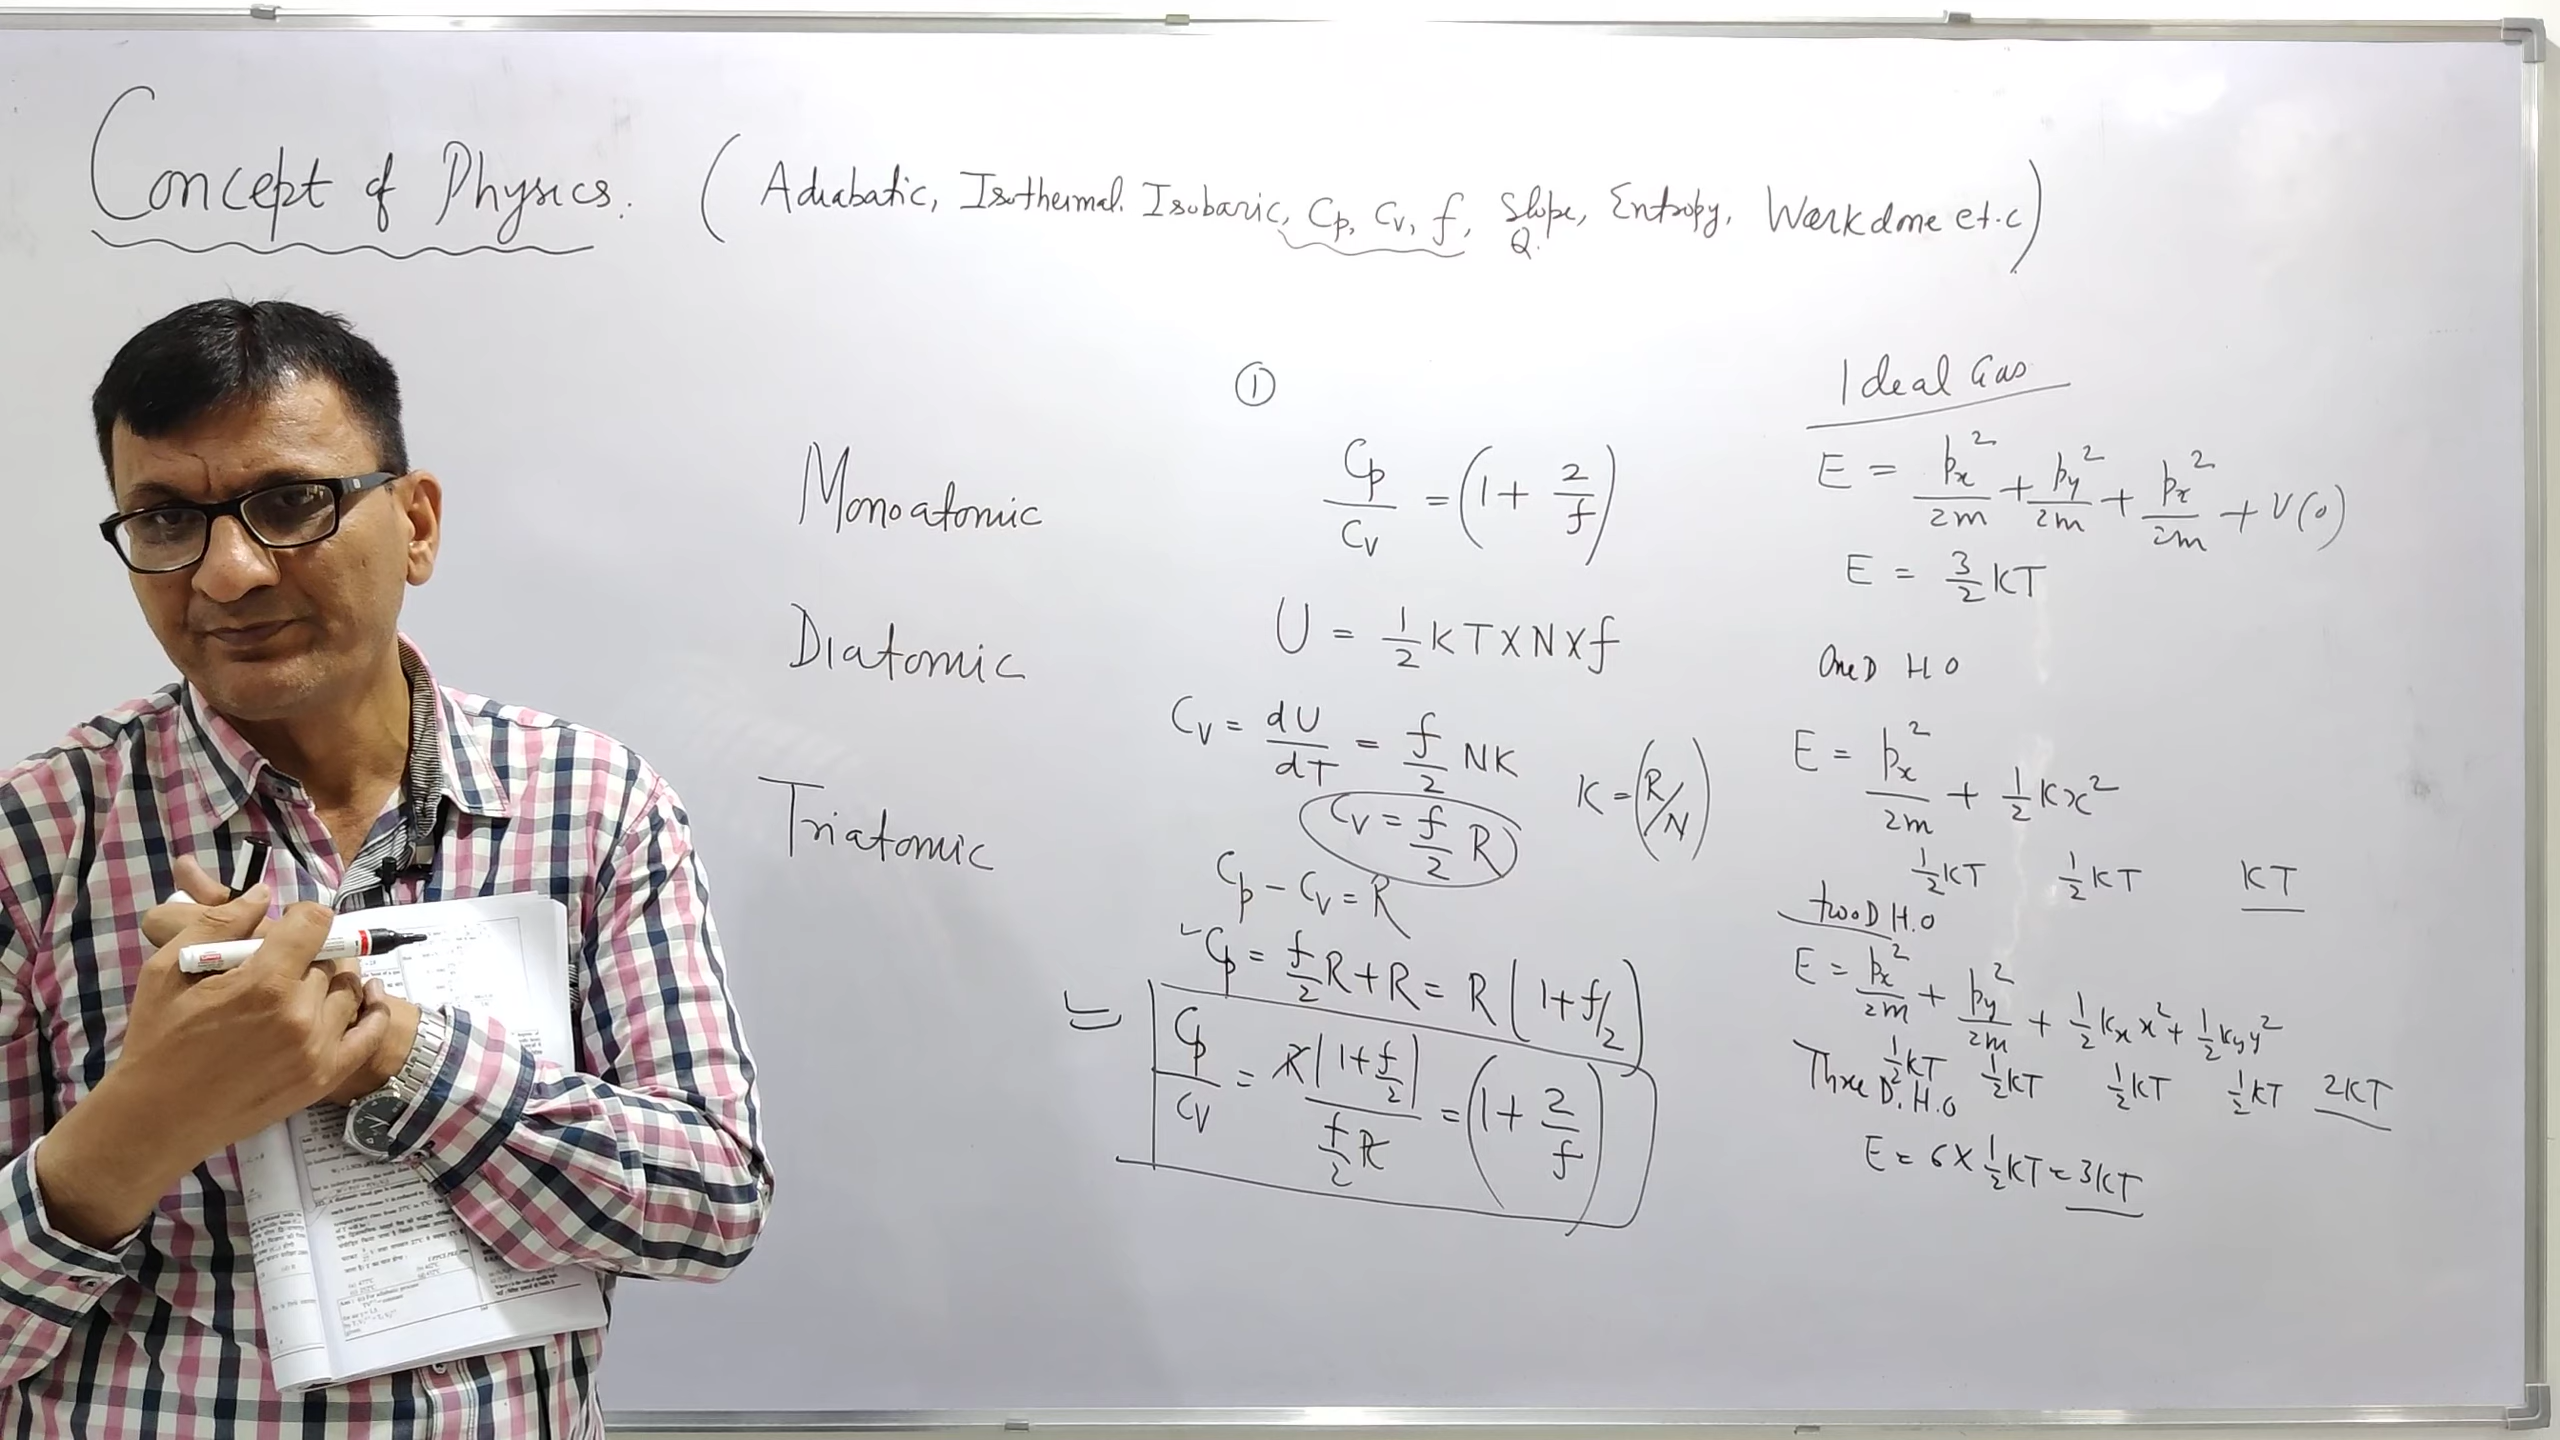 Concept of Physics. (Adiabatic, Isothermal. Isobaric, Cp, Cv, f, Slope, Entropy, Workdone et.c)
Q.
Monoatomic
Diatomic
Triatomic
①
Cp/Cv = (1 + 2/f)
U = 1/2 KT X N X f
Cv = dU/dT = f/2 NK
K = (R/N)
Cv = f/2 R
Cp - Cv = R
Cp = f/2 R + R = R(1 + f/2)
Cp/Cv = R(1 + f/2) / f/2 R = (1 + 2/f)
Ideal Gas
E = px²/2m + py²/2m + pz²/2m + V(0)
E = 3/2 KT
One D H O
E = px²/2m + 1/2 Kx²
1/2 KT 1/2 KT KT
two D H.O
E = px²/2m + py²/2m + 1/2 Kx x² + 1/2 Ky y²
1/2 KT 1/2 KT 1/2 KT 1/2 KT 2KT
Three D. H.O
E = 6 X 1/2 KT = 3KT